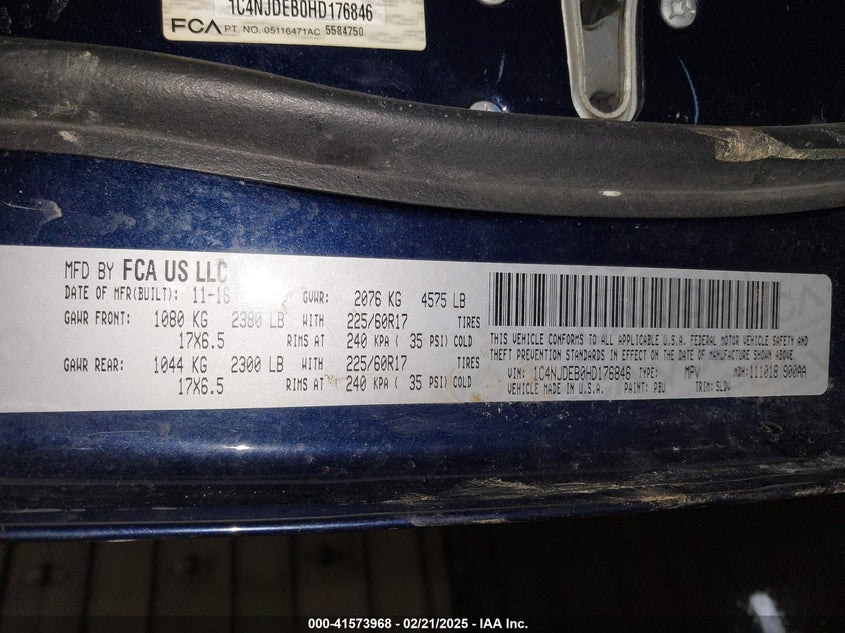 1C4NJDEB0HD176846
FCA PT. NO. 05116471AC 5584750
MFD BY FCA US LLC
DATE OF MFR(BUILT): 11-16 GVWR: 2076 KG 4575 LB
GAWR FRONT: 1080 KG 2380 LB WITH 225/60R17 TIRES
17X6.5 RIMS AT 240 KPA ( 35 PSI) COLD
GAWR REAR: 1044 KG 2300 LB WITH 225/60R17 TIRES
17X6.5 RIMS AT 240 KPA ( 35 PSI) COLD
THIS VEHICLE CONFORMS TO ALL APPLICABLE U.S.A. FEDERAL MOTOR VEHICLE SAFETY AND
THEFT PREVENTION STANDARDS IN EFFECT ON THE DATE OF MANUFACTURE SHOWN ABOVE.
VIN: 1C4NJDEB0HD176846 TYPE: MPV MDH: 111018 900AA
VEHICLE MADE IN U.S.A. PAINT: PBU TRIM: SLDV
000-41573968 - 02/21/2025 - IAA Inc.